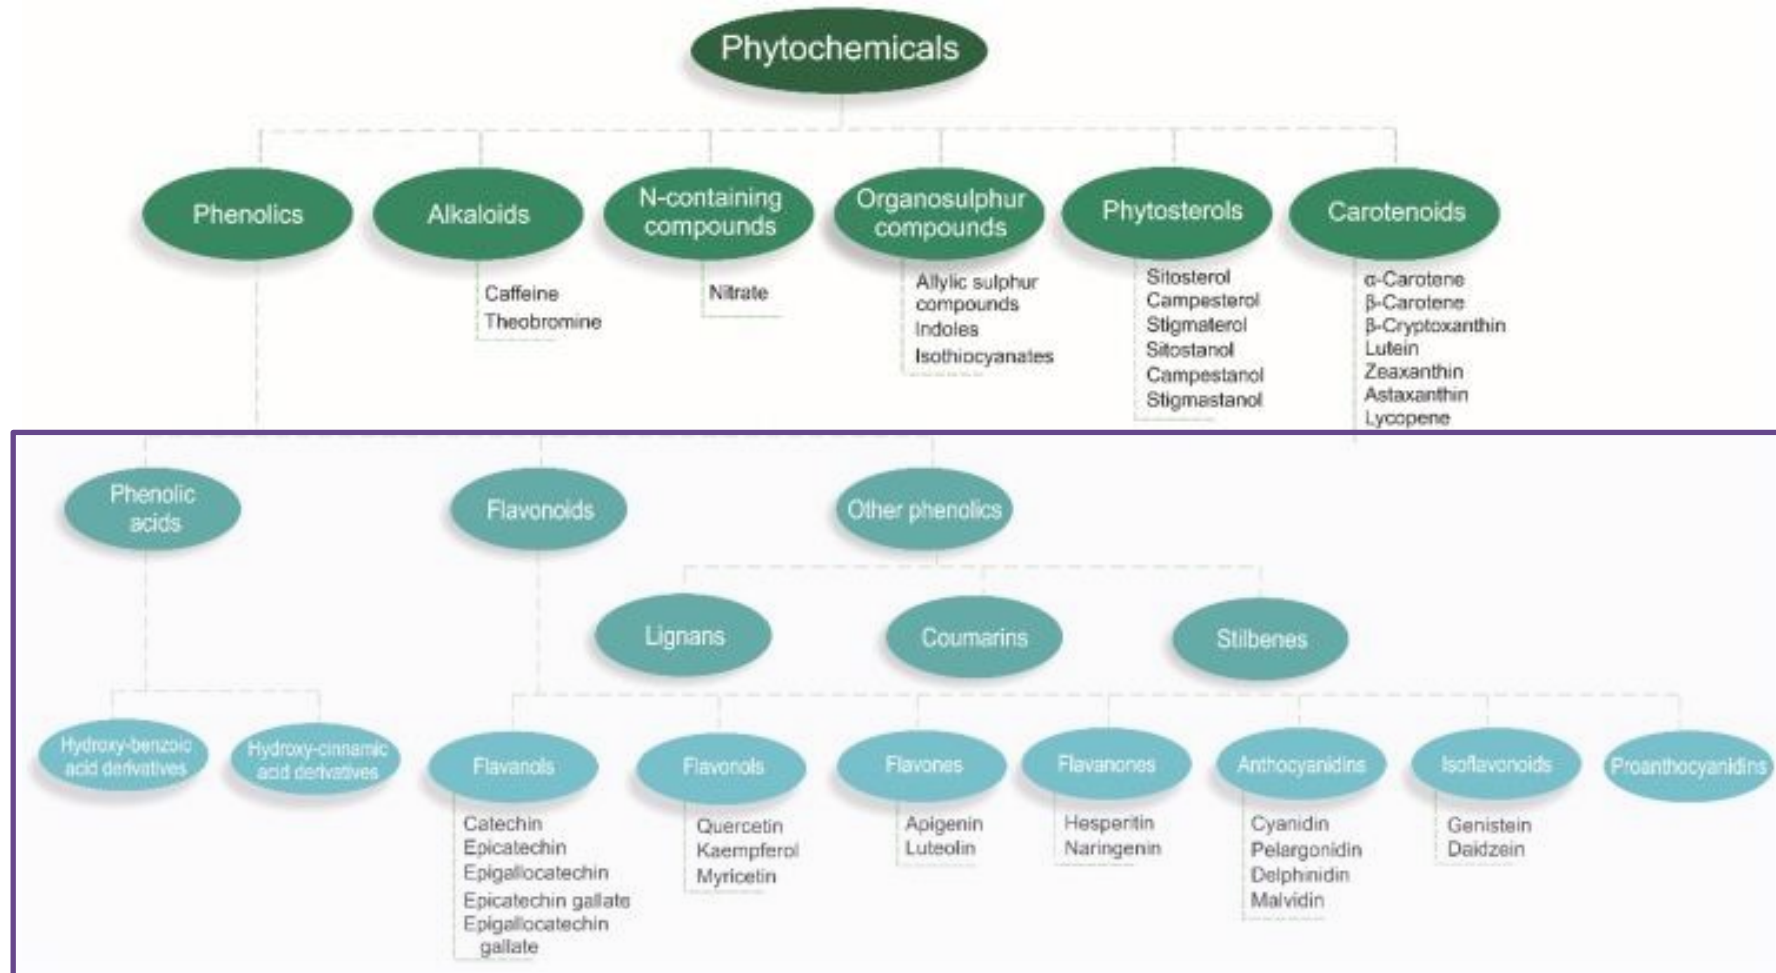 Phytochemicals
Phenolics
Alkaloids
N-containing
compounds
Organosulphur
compounds
Phytosterols
Carotenoids
Caffeine
Theobromine
Nitrate
Allylic sulphur
compounds
Indoles
Isothiocyanates
Sitosterol
Campesterol
Stigmaterol
Sitostanol
Campestanol
Stigmastanol
α-Carotene
β-Carotene
β-Cryptoxanthin
Lutein
Zeaxanthin
Astaxanthin
Lycopene
Phenolic
acids
Flavonoids
Other phenolics
Lignans
Coumarins
Stilbenes
Hydroxy-benzoic
acid derivatives
Hydroxy-cinnamic
acid derivatives
Flavanols
Flavonols
Flavones
Flavanones
Anthocyanidins
Isoflavonoids
Proanthocyanidins
Catechin
Epicatechin
Epigallocatechin
Epicatechin gallate
Epigallocatechin
gallate
Quercetin
Kaempferol
Myricetin
Apigenin
Luteolin
Hesperitin
Naringenin
Cyanidin
Pelargonidin
Delphinidin
Malvidin
Genistein
Daidzein